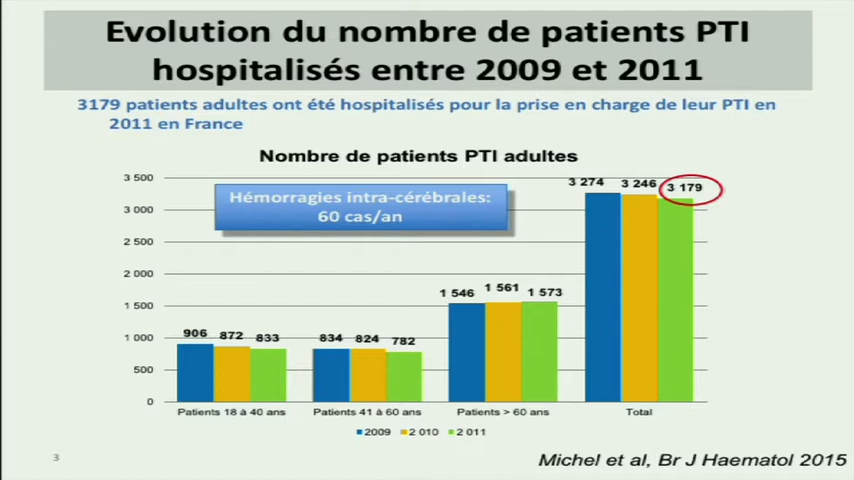 Evolution du nombre de patients PTI
hospitalisés entre 2009 et 2011
3179 patients adultes ont été hospitalisés pour la prise en charge de leur PTI en
2011 en France
Nombre de patients PTI adultes
Hémorragies intra-cérébrales:
60 cas/an
3 500
3 000
2 500
2 000
1 500
1 000
500
0
906 872 833
834 824 782
1 546 1 561 1 573
3 274 3 246 3 179
Patients 18 à 40 ans Patients 41 à 60 ans Patients > 60 ans Total
2009 2 010 2 011
3
Michel et al, Br J Haematol 2015